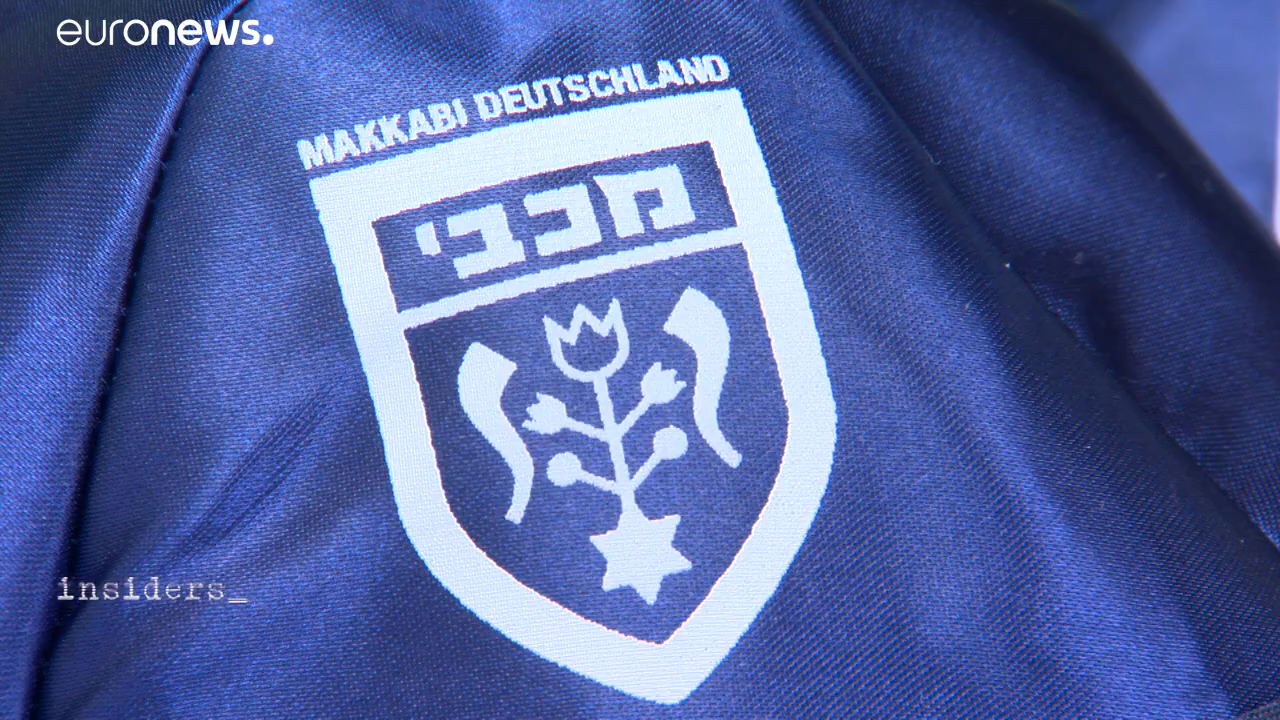 euronews.
MAKKABI DEUTSCHLAND
מכבי
insiders_